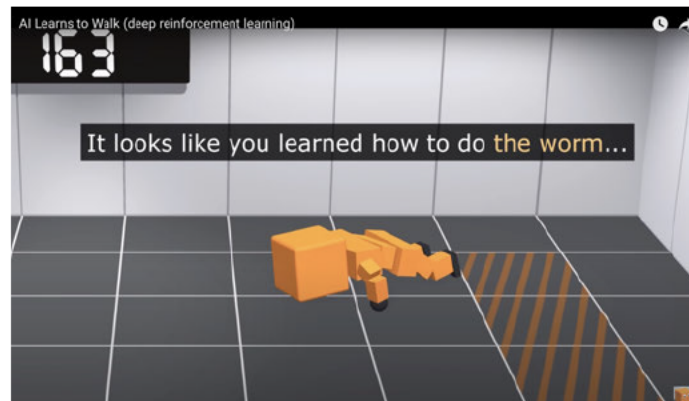 AI Learns to Walk (deep reinforcement learning)
163
It looks like you learned how to do the worm...